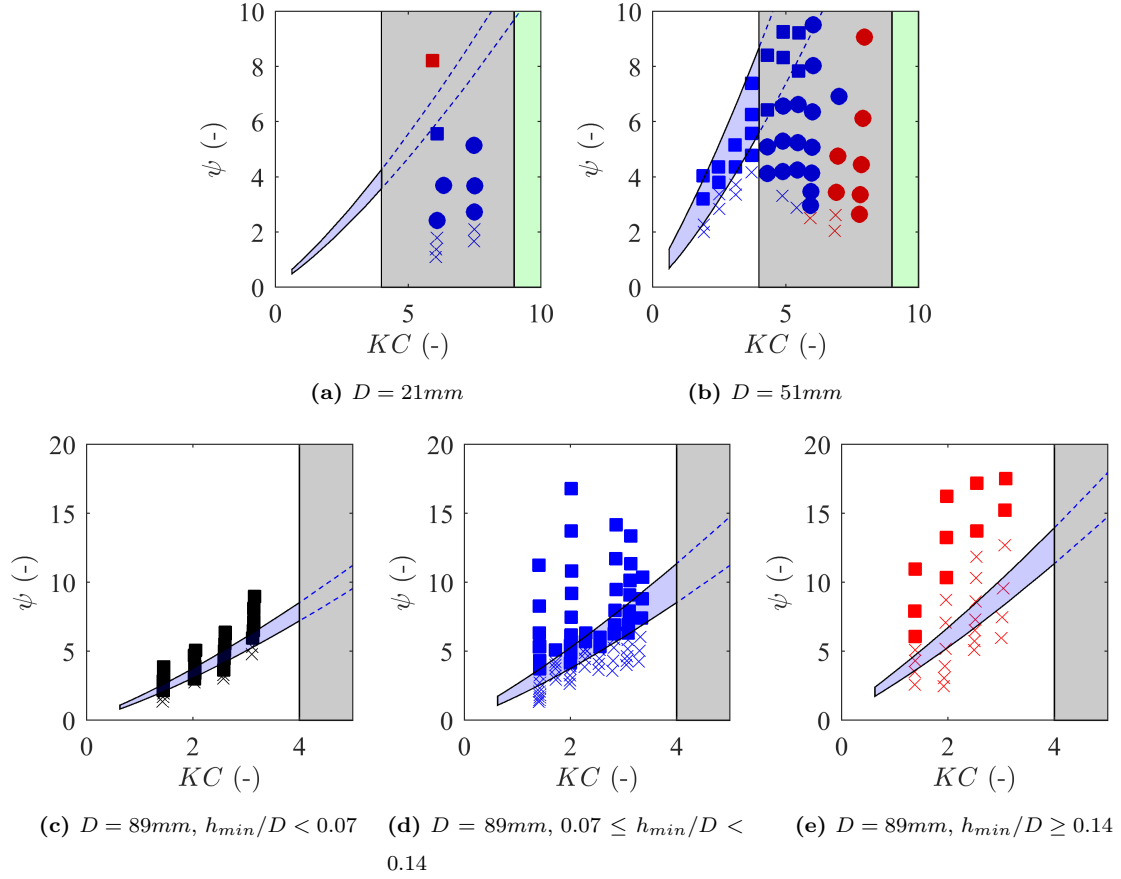 10
8
6
4
2
0
ψ (-)
0
5
10
KC (-)
(a) D = 21mm
10
8
6
4
2
0
ψ (-)
0
5
10
KC (-)
(b) D = 51mm
20
15
10
5
0
ψ (-)
0
2
4
KC (-)
(c) D = 89mm, h_min/D < 0.07
20
15
10
5
0
ψ (-)
0
2
4
KC (-)
(d) D = 89mm, 0.07 ≤ h_min/D <
0.14
20
15
10
5
0
ψ (-)
0
2
4
KC (-)
(e) D = 89mm, h_min/D ≥ 0.14